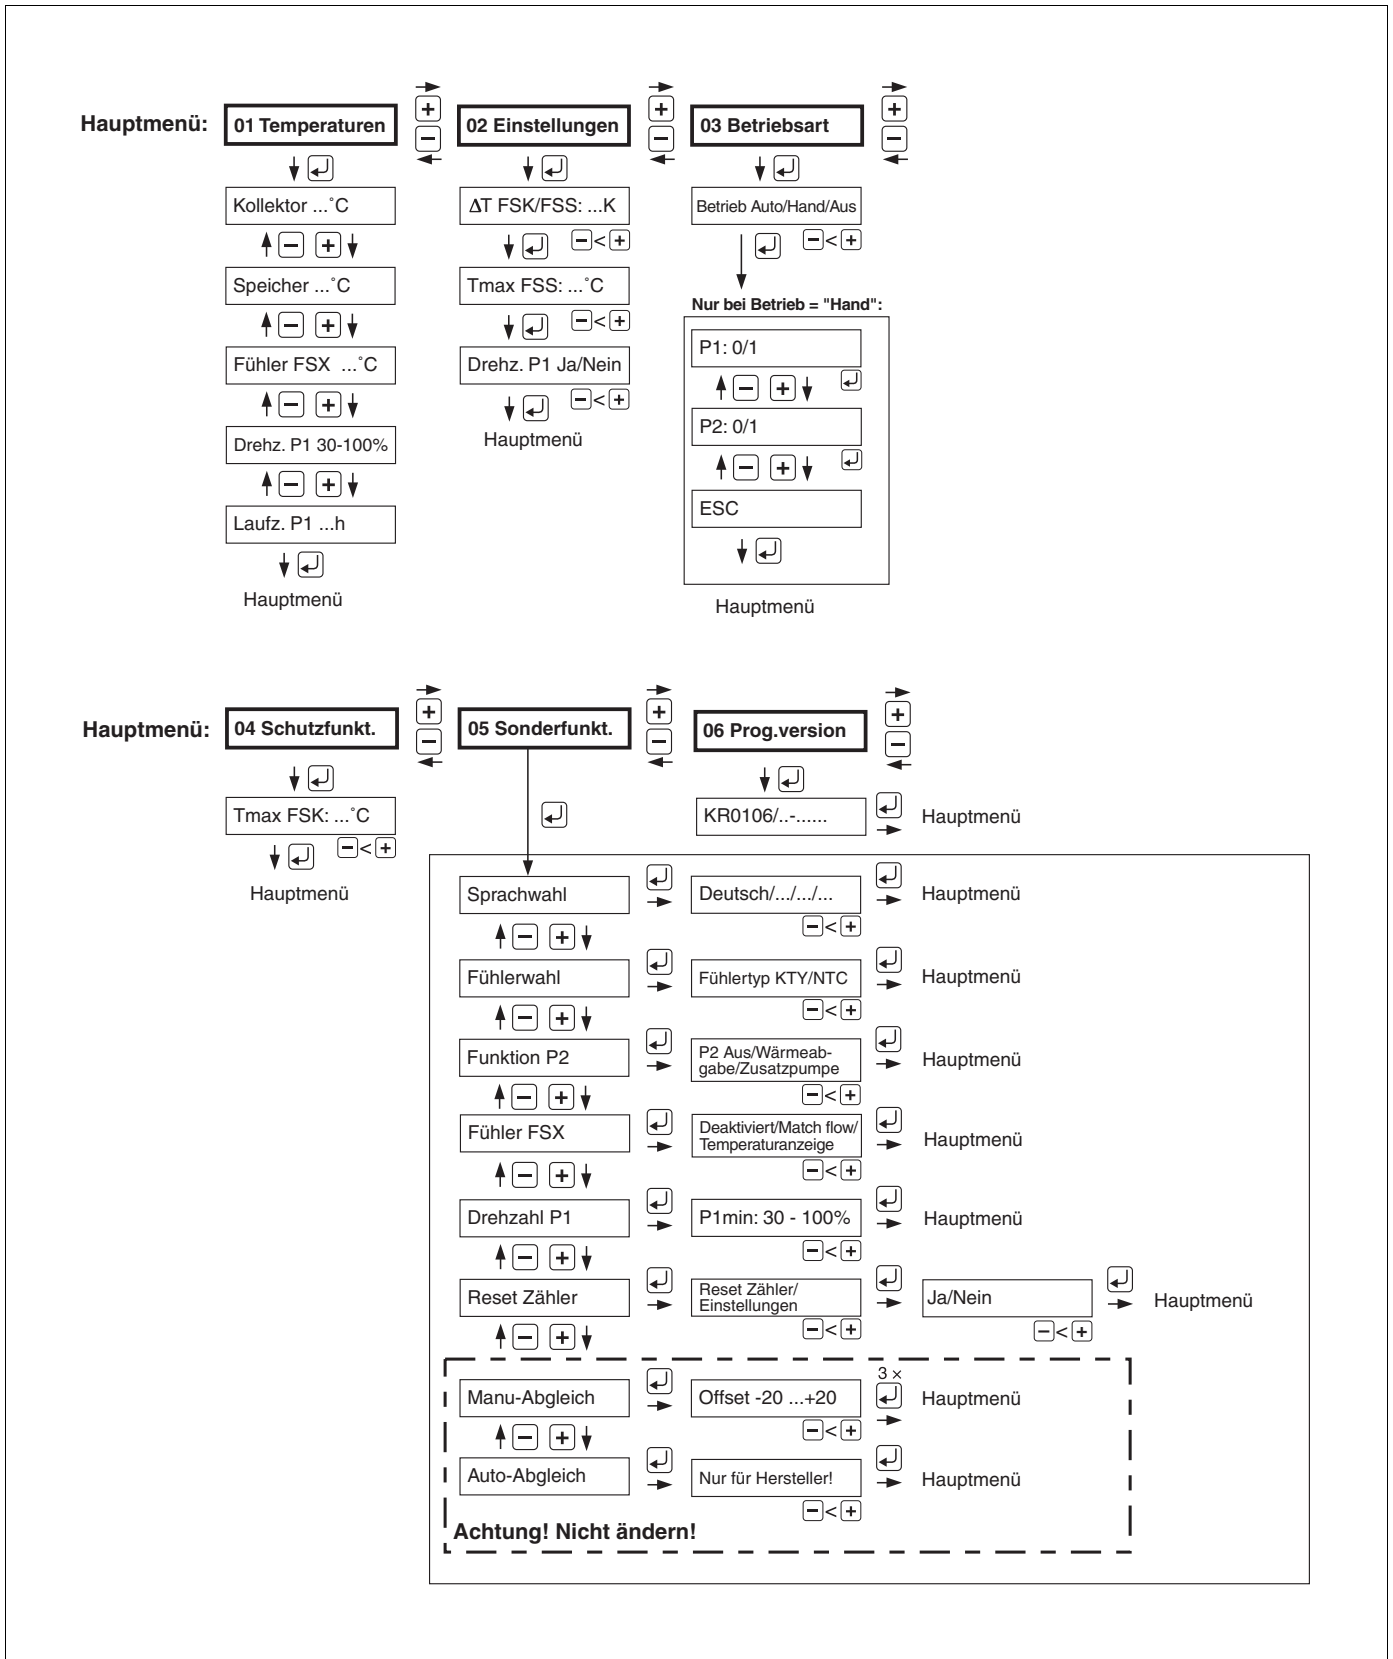 Hauptmenü:
01 Temperaturen
+
−
02 Einstellungen
+
−
03 Betriebsart
+
−
Kollektor ...˚C
− +
Speicher ...˚C
− +
Fühler FSX ...˚C
− +
Drehz. P1 30-100%
− +
Laufz. P1 ...h
Hauptmenü
ΔT FSK/FSS: ...K
−<+
Tmax FSS: ...˚C
−<+
Drehz. P1 Ja/Nein
−<+
Hauptmenü
Betrieb Auto/Hand/Aus
−<+
Nur bei Betrieb = "Hand":
P1: 0/1
− +
P2: 0/1
− +
ESC
Hauptmenü
Hauptmenü:
04 Schutzfunkt.
+
−
05 Sonderfunkt.
+
−
06 Prog.version
+
−
Tmax FSK: ...˚C
−<+
Hauptmenü
KR0106/..-......
Hauptmenü
Sprachwahl
Deutsch/.../.../...
Hauptmenü
− +
−<+
Fühlerwahl
Fühlertyp KTY/NTC
Hauptmenü
− +
−<+
Funktion P2
P2 Aus/Wärmeab-
gabe/Zusatzpumpe
Hauptmenü
− +
−<+
Fühler FSX
Deaktiviert/Match flow/
Temperaturanzeige
Hauptmenü
− +
−<+
Drehzahl P1
P1min: 30 - 100%
Hauptmenü
− +
−<+
Reset Zähler
Reset Zähler/
Einstellungen
Ja/Nein
Hauptmenü
− +
−<+
−<+
Manu-Abgleich
Offset -20 ...+20
3 ×
Hauptmenü
− +
−<+
Auto-Abgleich
Nur für Hersteller!
Hauptmenü
−<+
Achtung! Nicht ändern!